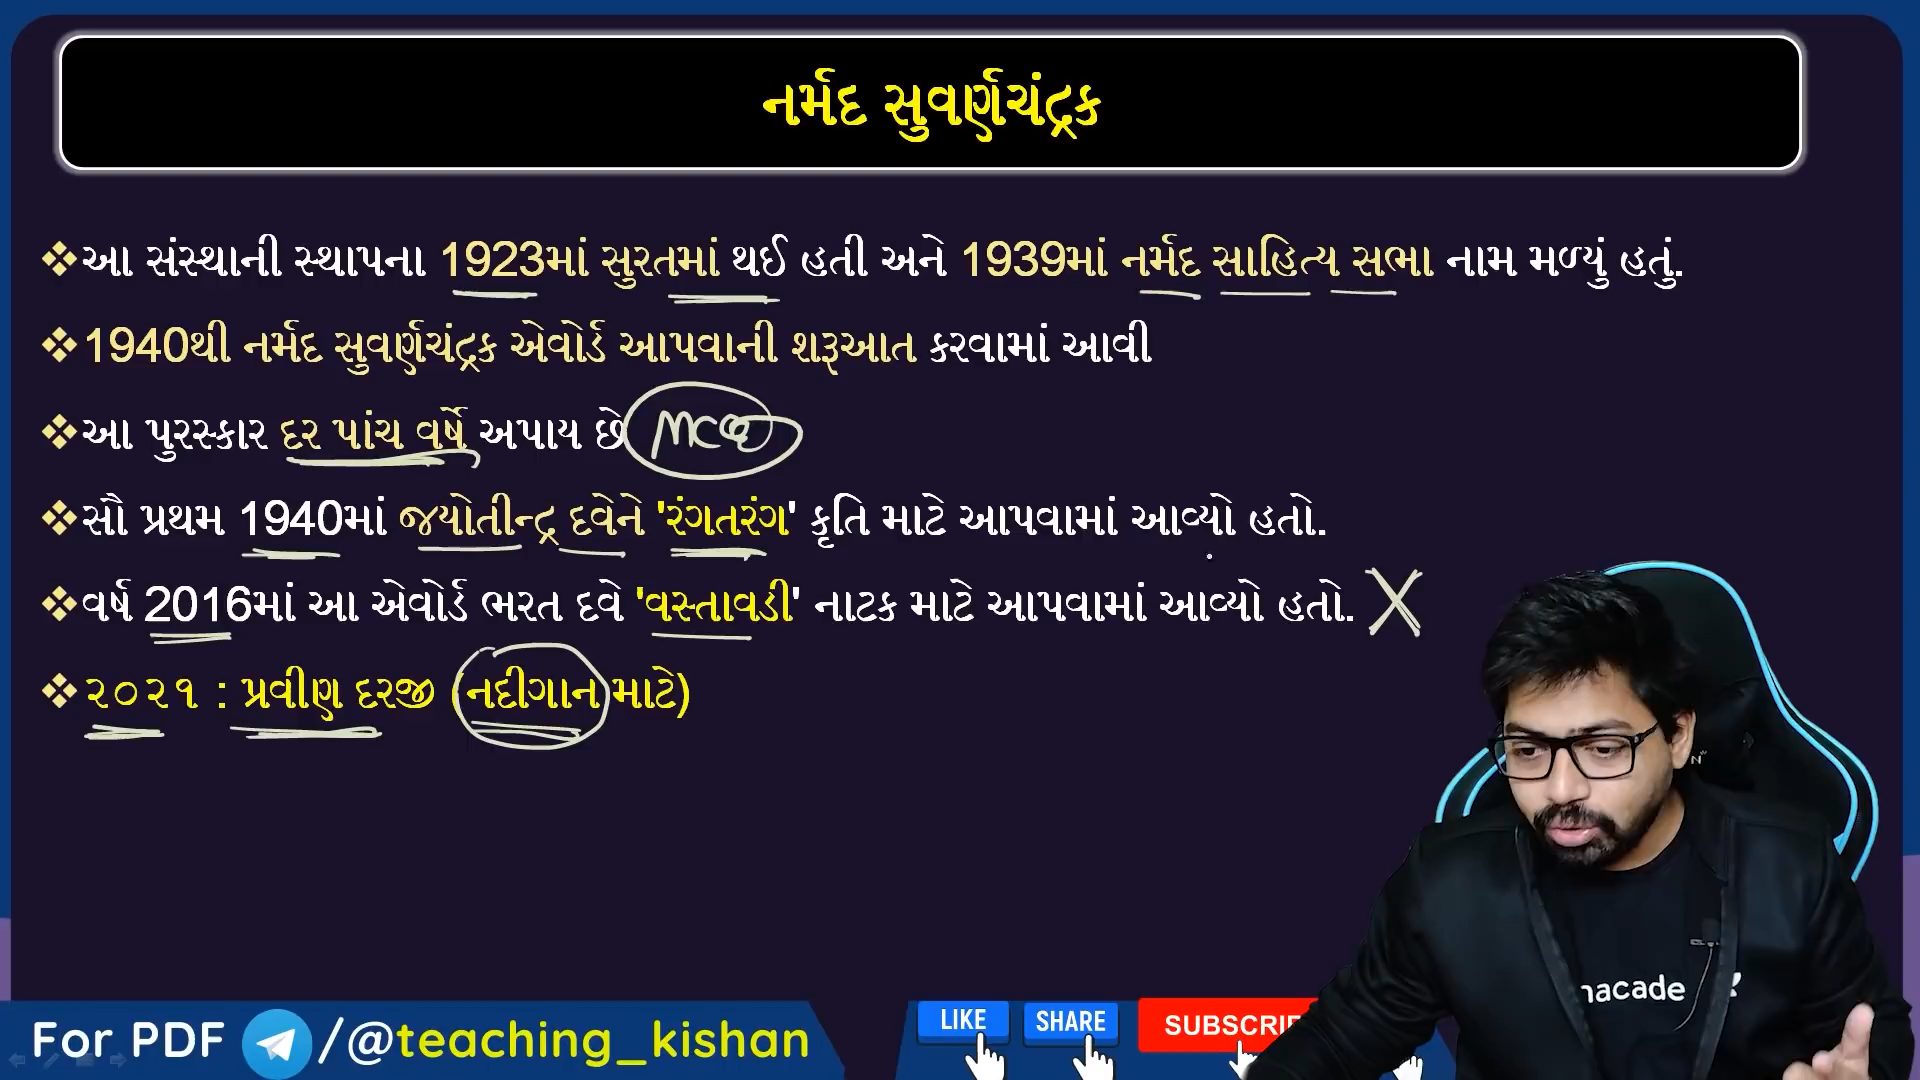 નર્મદ સુવર્ણચંદ્રક
❖આ સંસ્થાની સ્થાપના 1923માં સુરતમાં થઈ હતી અને 1939માં નર્મદ સાહિત્ય સભા નામ મળ્યું હતું.
❖1940થી નર્મદ સુવર્ણચંદ્રક એવોર્ડ આપવાની શરૂઆત કરવામાં આવી
❖આ પુરસ્કાર દર પાંચ વર્ષે અપાય છે MCQ
❖સૌ પ્રથમ 1940માં જયોતીન્દ્ર દવેને 'રંગતરંગ' કૃતિ માટે આપવામાં આવ્યો હતો.
❖વર્ષ 2016માં આ એવોર્ડ ભરત દવે 'વસ્તાવડી' નાટક માટે આપવામાં આવ્યો હતો. X
❖૨૦૨૧ : પ્રવીણ દરજી (નદીગાન માટે)
nacade
For PDF /@teaching_kishan
LIKE SHARE SUBSCRI